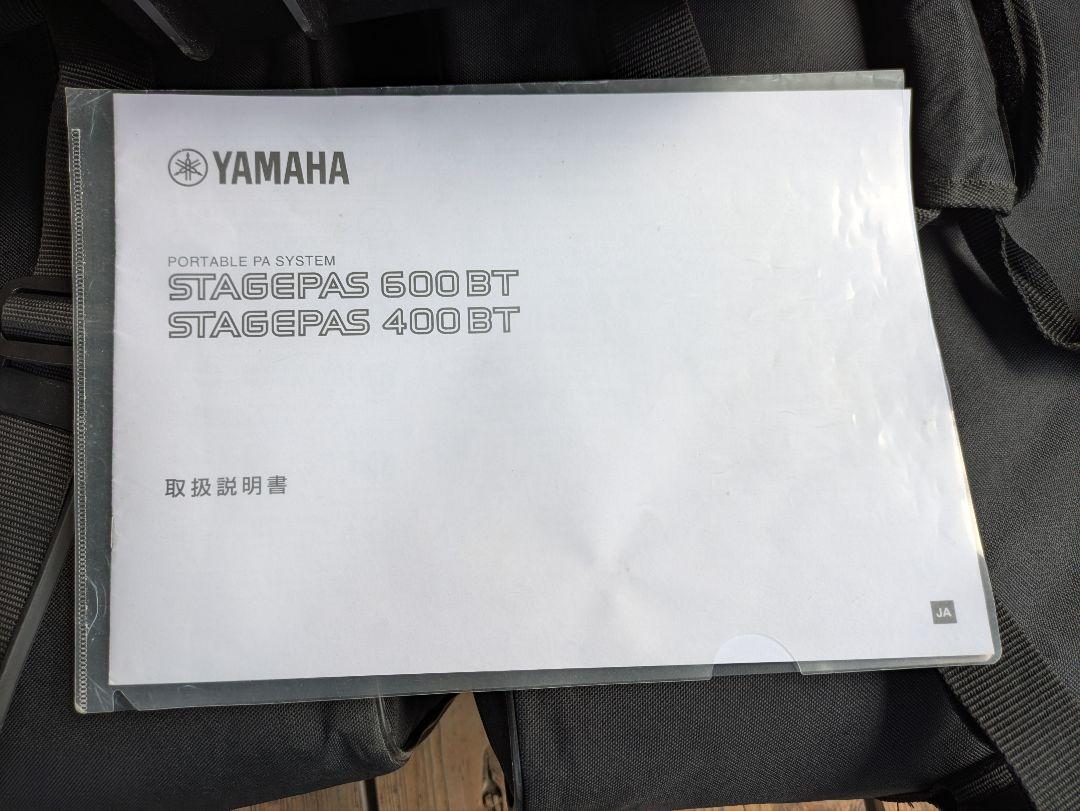 YAMAHA
PORTABLE PA SYSTEM
STAGEPAS 600BT
STAGEPAS 400BT
取扱説明書
JA